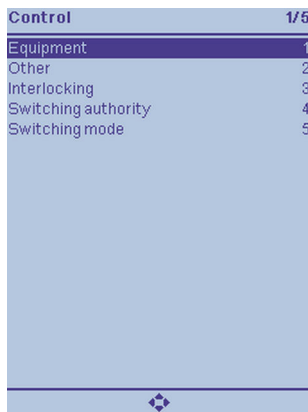 Control 1/5
Equipment 1
Other 2
Interlocking 3
Switching authority 4
Switching mode 5